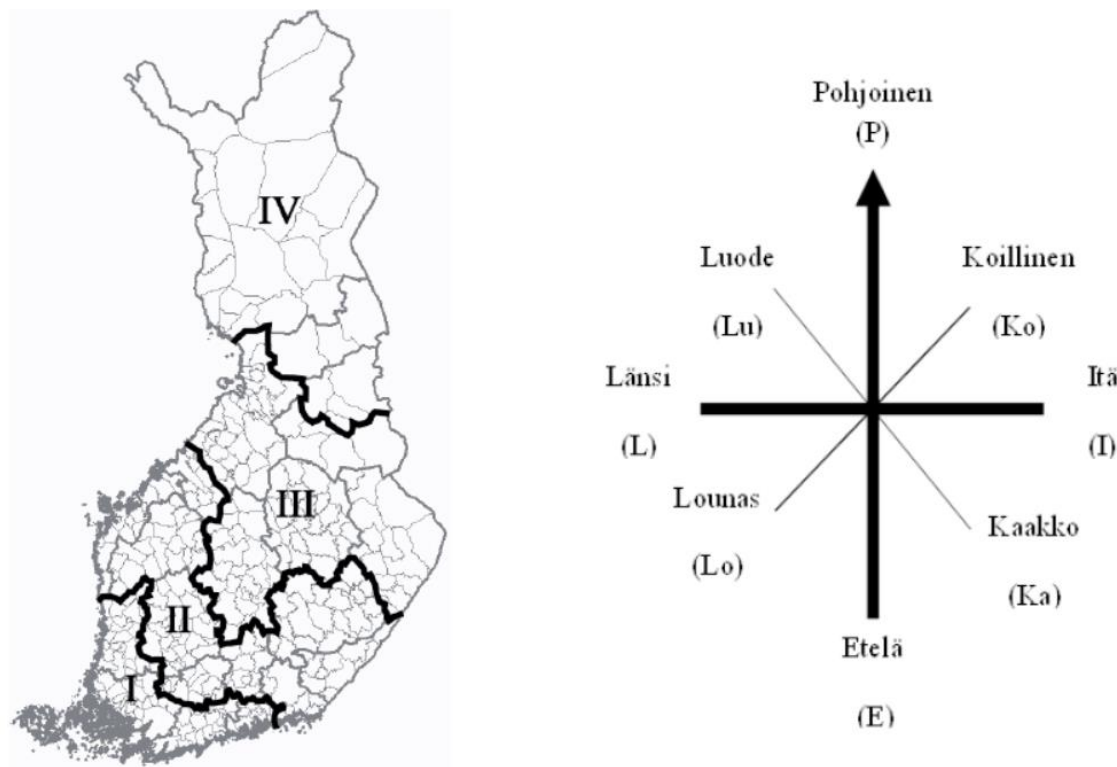 IV
III
II
I
Pohjoinen
(P)
Luode
(Lu)
Koillinen
(Ko)
Länsi
(L)
Itä
(I)
Lounas
(Lo)
Kaakko
(Ka)
Etelä
(E)